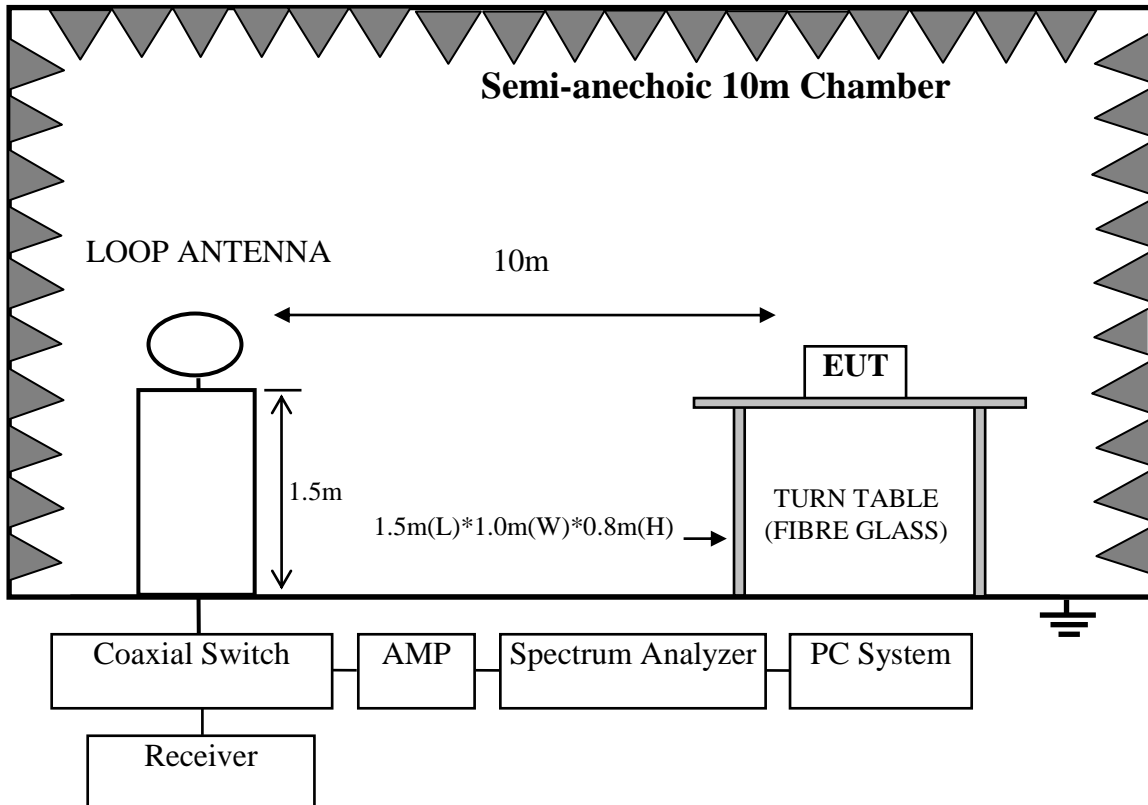 Semi-anechoic 10m Chamber
LOOP ANTENNA
10m
EUT
1.5m
1.5m(L)*1.0m(W)*0.8m(H)
TURN TABLE
(FIBRE GLASS)
Coaxial Switch
AMP
Spectrum Analyzer
PC System
Receiver